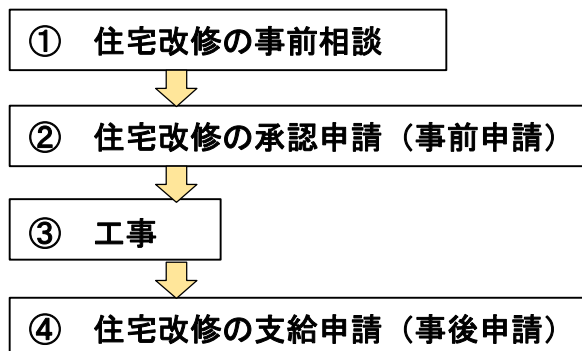 ① 住宅改修の事前相談
② 住宅改修の承認申請（事前申請）
③ 工事
④ 住宅改修の支給申請（事後申請）